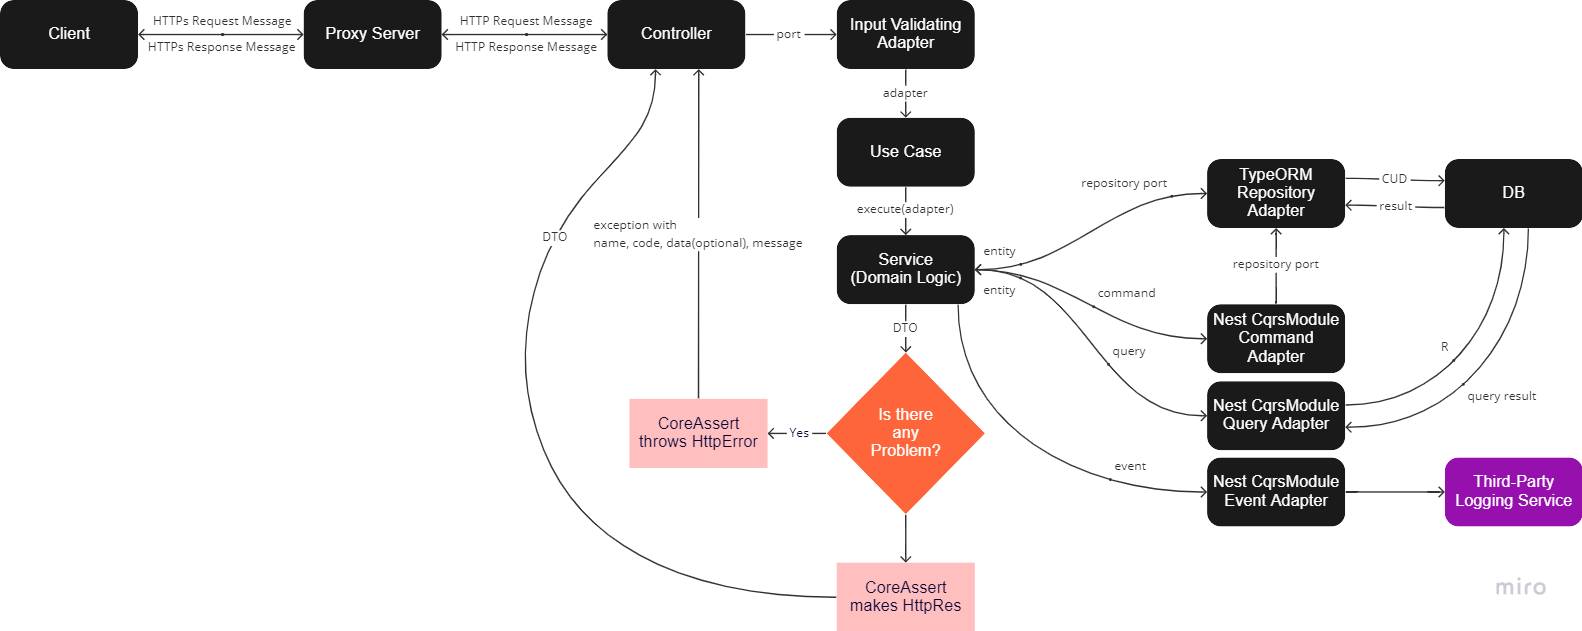 Client
HTTPs Request Message
HTTPs Response Message
Proxy Server
HTTP Request Message
HTTP Response Message
Controller
port
Input Validating
Adapter
adapter
Use Case
execute(adapter)
Service
(Domain Logic)
repository port
entity
entity
command
query
event
TypeORM
Repository
Adapter
CUD
result
DB
repository port
Nest CqrsModule
Command
Adapter
Nest CqrsModule
Query Adapter
R
query result
Nest CqrsModule
Event Adapter
Third-Party
Logging Service
DTO
exception with
name, code, data(optional), message
DTO
Is there
any
Problem?
Yes
CoreAssert
throws HttpError
CoreAssert
makes HttpRes
miro